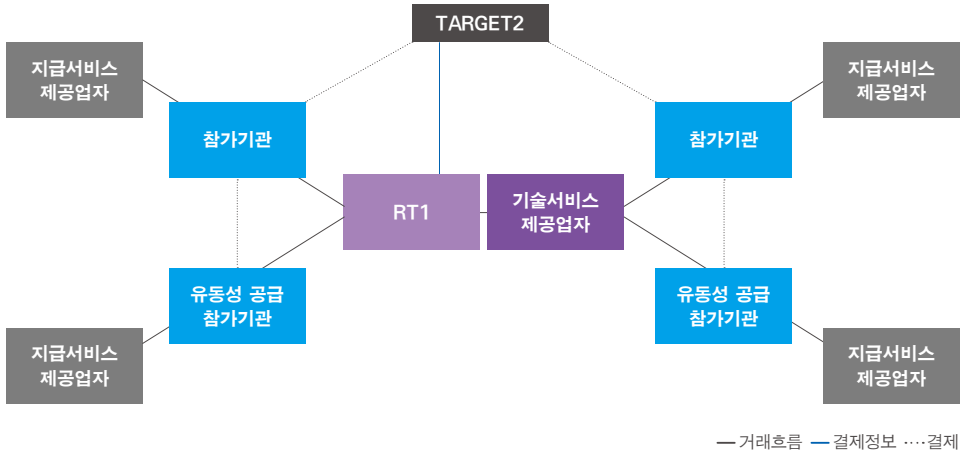 TARGET2
지급서비스
제공업자
지급서비스
제공업자
참가기관
참가기관
RT1
기술서비스
제공업자
유동성 공급
참가기관
유동성 공급
참가기관
지급서비스
제공업자
지급서비스
제공업자
거래흐름 결제정보 결제